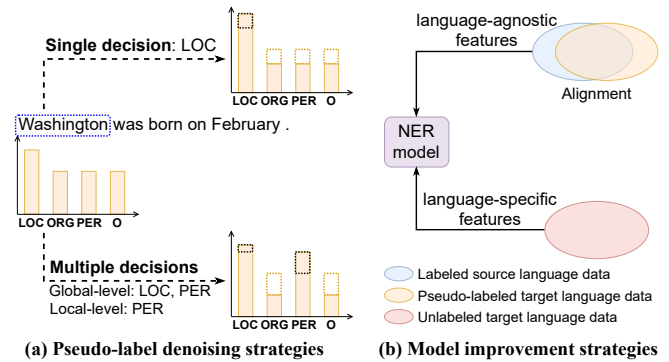 Single decision: LOC
LOC ORG PER O
Washington was born on February .
LOC ORG PER O
Multiple decisions
Global-level: LOC, PER
Local-level: PER
LOC ORG PER O
(a) Pseudo-label denoising strategies
language-agnostic
features
Alignment
NER
model
language-specific
features
Labeled source language data
Pseudo-labeled target language data
Unlabeled target language data
(b) Model improvement strategies